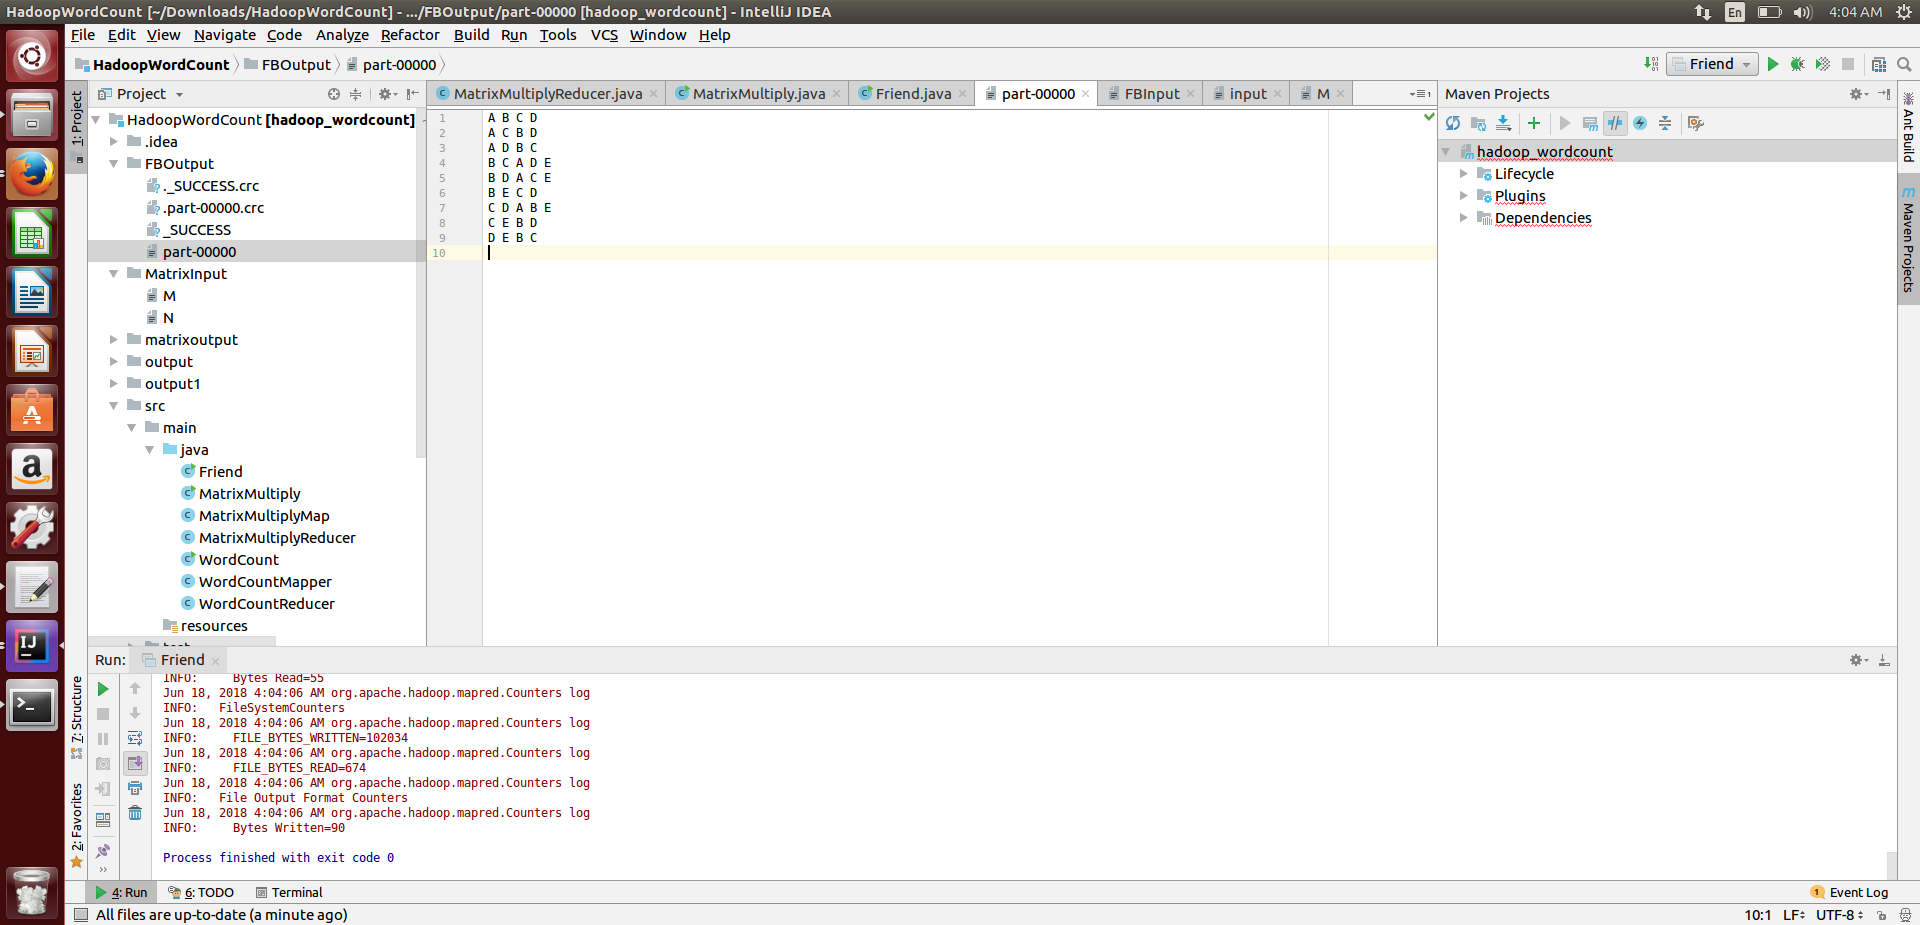 HadoopWordCount [~/Downloads/HadoopWordCount] - .../FBOutput/part-00000 [hadoop_wordcount] - IntelliJ IDEA
En
4:04 AM
File Edit View Navigate Code Analyze Refactor Build Run Tools VCS Window Help
HadoopWordCount FBOutput part-00000
Friend
Project
MatrixMultiplyReducer.java MatrixMultiply.java Friend.java part-00000 FBInput input M
Maven Projects
1: Project
HadoopWordCount [hadoop_wordcount]
.idea
FBOutput
._SUCCESS.crc
.part-00000.crc
_SUCCESS
part-00000
MatrixInput
M
N
matrixoutput
output
output1
src
main
java
Friend
MatrixMultiply
MatrixMultiplyMap
MatrixMultiplyReducer
WordCount
WordCountMapper
WordCountReducer
resources
1 A B C D
2 A C B D
3 A D B C
4 B C A D E
5 B D A C E
6 B E C D
7 C D A B E
8 C E B D
9 D E B C
10
hadoop_wordcount
Lifecycle
Plugins
Dependencies
Ant Build
Maven Projects
Run: Friend
7: Structure
2: Favorites
INFO: Bytes Read=55
Jun 18, 2018 4:04:06 AM org.apache.hadoop.mapred.Counters log
INFO: FileSystemCounters
Jun 18, 2018 4:04:06 AM org.apache.hadoop.mapred.Counters log
INFO: FILE_BYTES_WRITTEN=102034
Jun 18, 2018 4:04:06 AM org.apache.hadoop.mapred.Counters log
INFO: FILE_BYTES_READ=674
Jun 18, 2018 4:04:06 AM org.apache.hadoop.mapred.Counters log
INFO: File Output Format Counters
Jun 18, 2018 4:04:06 AM org.apache.hadoop.mapred.Counters log
INFO: Bytes Written=90
Process finished with exit code 0
4: Run 6: TODO Terminal
1 Event Log
All files are up-to-date (a minute ago)
10:1 LF UTF-8